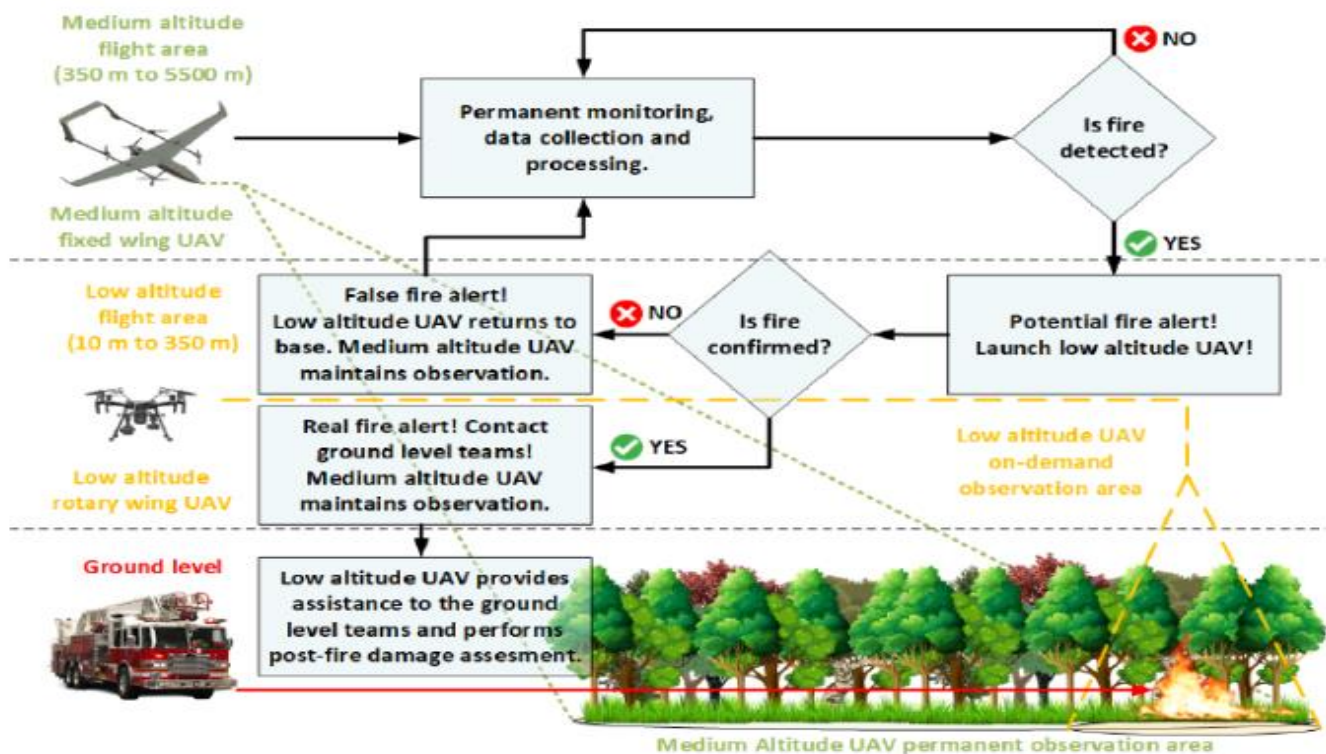 Medium altitude
flight area
(350 m to 5500 m)
Medium altitude
fixed wing UAV
Permanent monitoring,
data collection and
processing.
NO
Is fire
detected?
YES
Low altitude
flight area
(10 m to 350 m)
Low altitude
rotary wing UAV
False fire alert!
Low altitude UAV returns to
base. Medium altitude UAV
maintains observation.
NO
Is fire
confirmed?
Potential fire alert!
Launch low altitude UAV!
Real fire alert! Contact
ground level teams!
Medium altitude UAV
maintains observation.
YES
Low altitude UAV
on-demand
observation area
Ground level
Low altitude UAV provides
assistance to the ground
level teams and performs
post-fire damage assesment.
Medium Altitude UAV permanent observation area